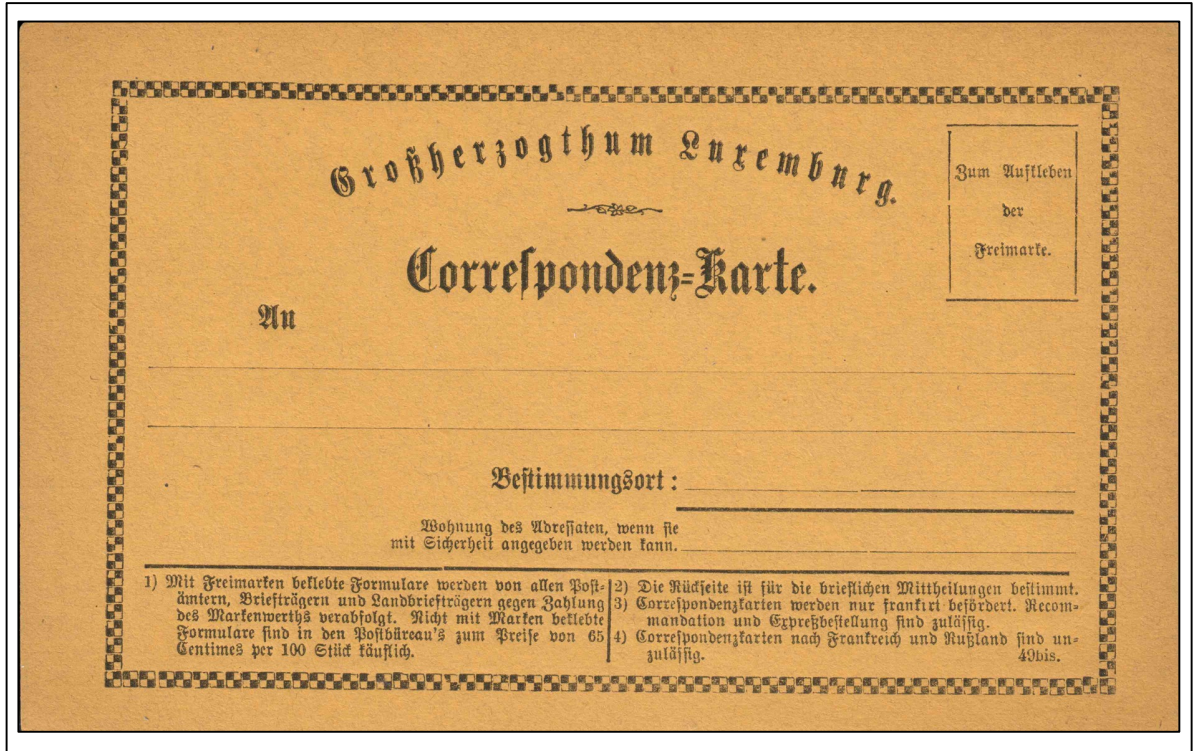 Großherzogthum Luxemburg.
Zum Aufkleben
der
Freimarke.
Correſpondenz-Karte.
An
Beſtimmungsort :
Wohnung des Adreſſaten, wenn ſie
mit Sicherheit angegeben werden kann.
1) Mit Freimarken beklebte Formulare werden von allen Poſt-
ämtern, Briefträgern und Landbriefträgern gegen Zahlung
des Markenwerths verabfolgt. Nicht mit Marken beklebte
Formulare ſind in den Poſtbüreau's zum Preiſe von 65
Centimes per 100 Stück käuflich.
2) Die Rückſeite iſt für die brieflichen Mittheilungen beſtimmt.
3) Correſpondenzkarten werden nur frankirt befördert. Recom-
mandation und Expreßbeſtellung ſind zuläſſig.
4) Correſpondenzkarten nach Frankreich und Rußland ſind un-
zuläſſig. 49bis.